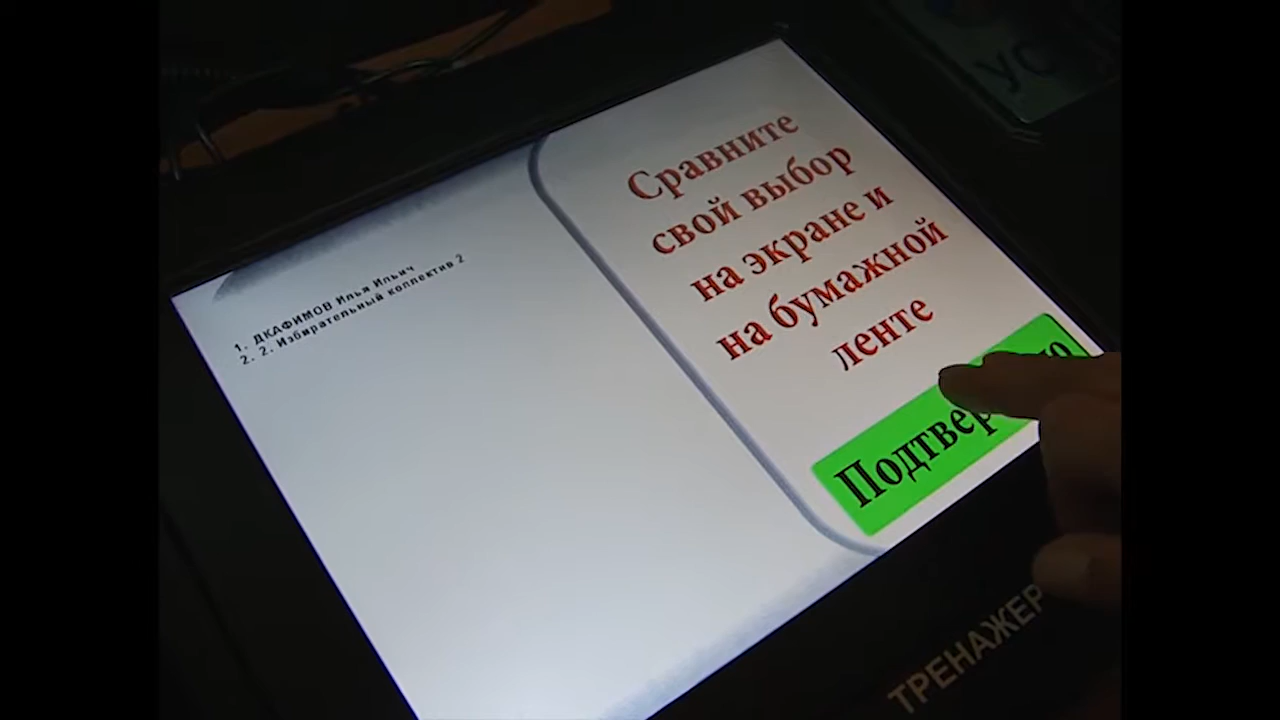 1. ДКАФИМОВ Илья Ильич
2. 2. Избирательный коллектив 2
Сравните
свой выбор
на экране и
на бумажной
ленте
ТРЕНАЖЕР